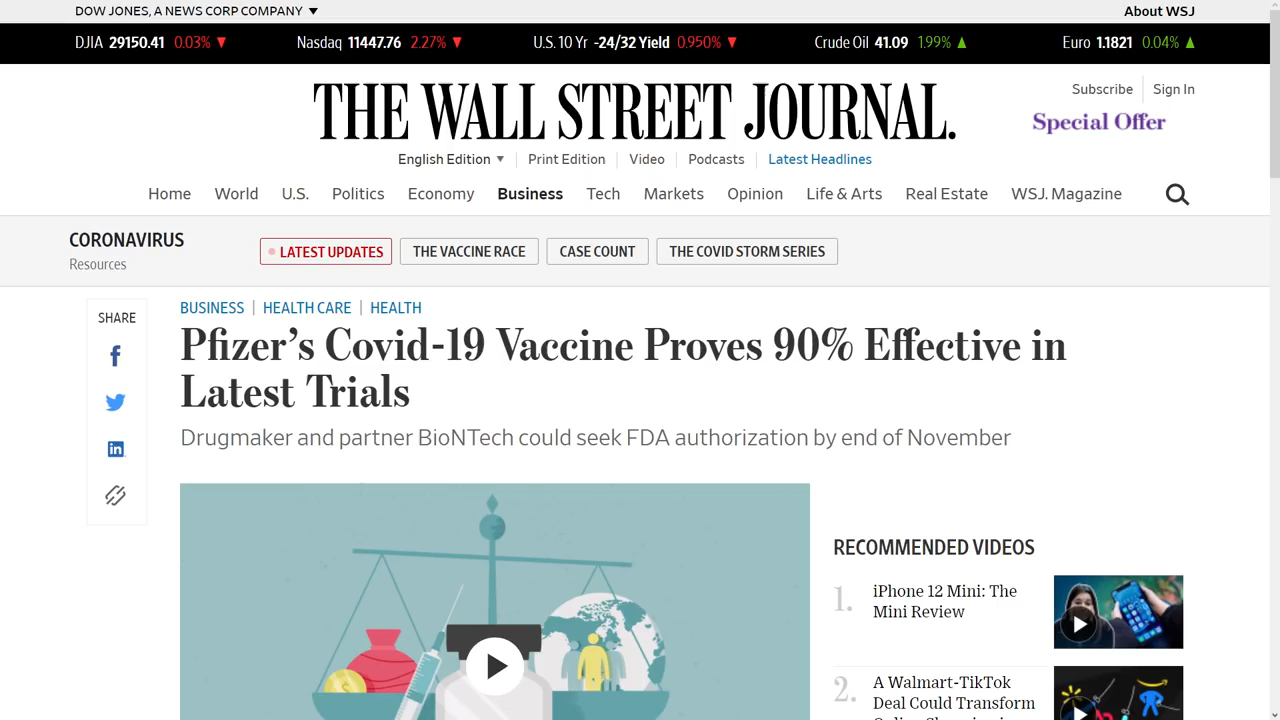 DOW JONES, A NEWS CORP COMPANY ▼
About WSJ
DJIA 29150.41 0.03% ▼ Nasdaq 11447.76 2.27% ▼ U.S. 10 Yr -24/32 Yield 0.950% ▼ Crude Oil 41.09 1.99% ▲ Euro 1.1821 0.04% ▲
Subscribe Sign In
THE WALL STREET JOURNAL.
Special Offer
English Edition ▼ Print Edition Video Podcasts Latest Headlines
Home World U.S. Politics Economy Business Tech Markets Opinion Life & Arts Real Estate WSJ. Magazine
CORONAVIRUS
Resources
LATEST UPDATES THE VACCINE RACE CASE COUNT THE COVID STORM SERIES
SHARE
BUSINESS | HEALTH CARE | HEALTH
Pfizer’s Covid-19 Vaccine Proves 90% Effective in
Latest Trials
Drugmaker and partner BioNTech could seek FDA authorization by end of November
RECOMMENDED VIDEOS
1. iPhone 12 Mini: The
Mini Review
2. A Walmart-TikTok
Deal Could Transform